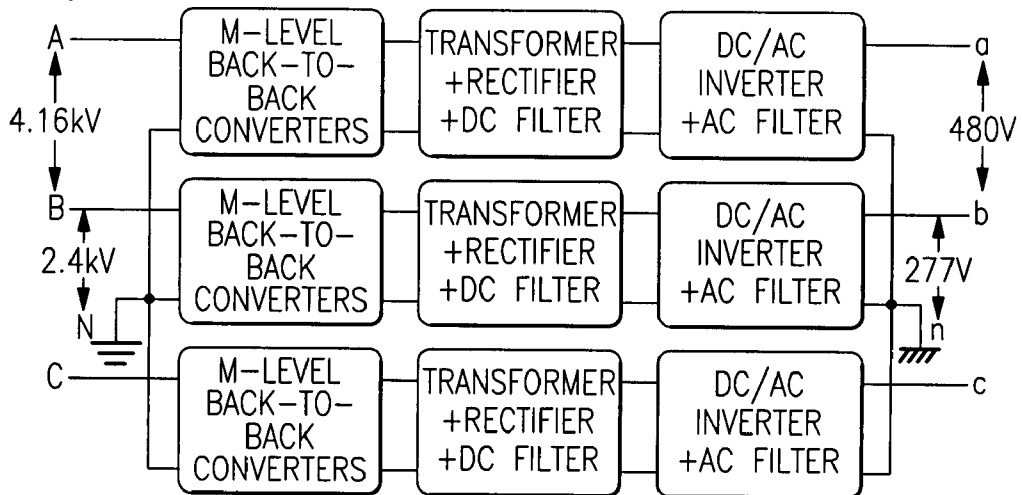 A
M-LEVEL
BACK-TO-
BACK
CONVERTERS
TRANSFORMER
+RECTIFIER
+DC FILTER
DC/AC
INVERTER
+AC FILTER
a
4.16kV
480V
B
M-LEVEL
BACK-TO-
BACK
CONVERTERS
TRANSFORMER
+RECTIFIER
+DC FILTER
DC/AC
INVERTER
+AC FILTER
b
2.4kV
277V
N
n
C
M-LEVEL
BACK-TO-
BACK
CONVERTERS
TRANSFORMER
+RECTIFIER
+DC FILTER
DC/AC
INVERTER
+AC FILTER
c